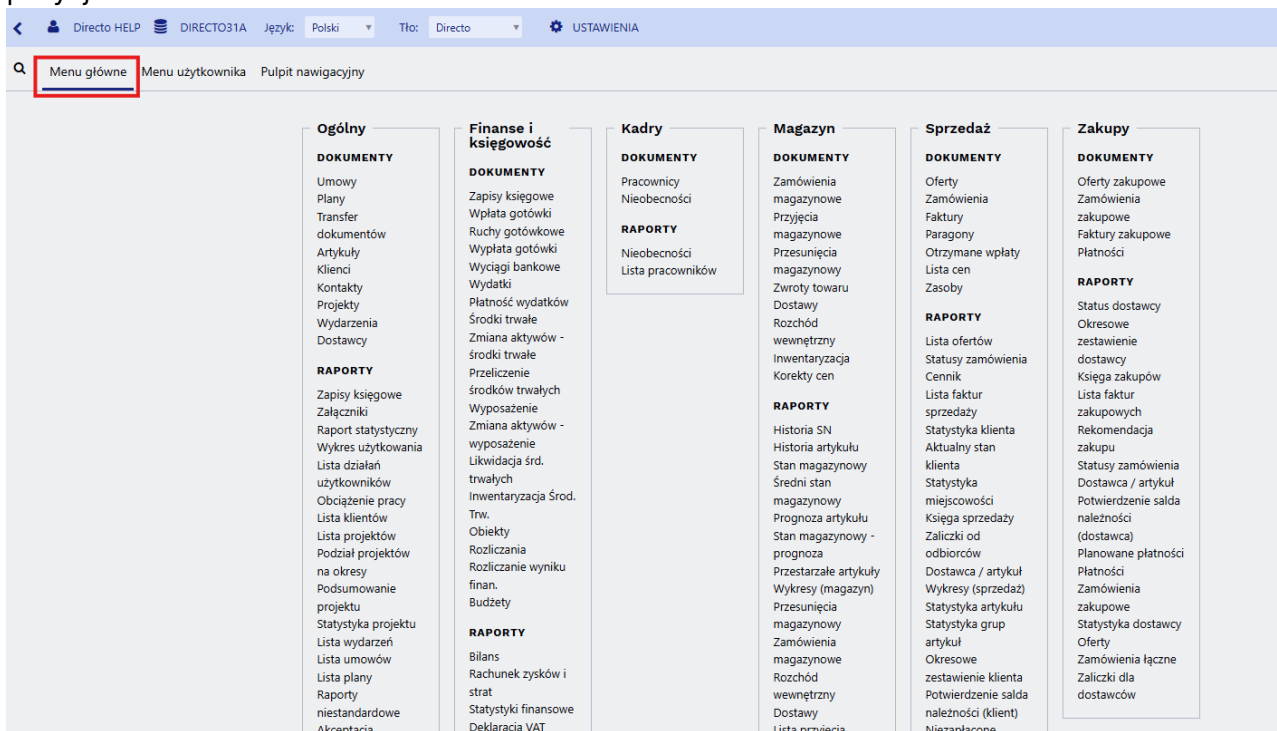 Directo HELP DIRECTO31A Język: Polski Tło: Directo USTAWIENIA
Menu główne Menu użytkownika Pulpit nawigacyjny
Ogólny
DOKUMENTY
Umowy
Plany
Transfer
dokumentów
Artykuły
Klienci
Kontakty
Projekty
Wydarzenia
Dostawcy
RAPORTY
Zapisy księgowe
Załączniki
Raport statystyczny
Wykres użytkowania
Lista działań
użytkowników
Obciążenie pracy
Lista klientów
Lista projektów
Podział projektów
na okresy
Podsumowanie
projektu
Statystyka projektu
Lista wydarzeń
Lista umowów
Lista plany
Raporty
niestandardowe
Akceptacja
Finanse i
księgowość
DOKUMENTY
Zapisy księgowe
Wpłata gotówki
Ruchy gotówkowe
Wypłata gotówki
Wyciągi bankowe
Wydatki
Płatność wydatków
Środki trwałe
Zmiana aktywów -
środki trwałe
Przeliczenie
środków trwałych
Wyposażenie
Zmiana aktywów -
wyposażenie
Likwidacja śrd.
trwałych
Inwentaryzacja Środ.
Trw.
Obiekty
Rozliczania
Rozliczanie wyniku
finan.
Budżety
RAPORTY
Bilans
Rachunek zysków i
strat
Statystyki finansowe
Deklaracja VAT
Kadry
DOKUMENTY
Pracownicy
Nieobecności
RAPORTY
Nieobecności
Lista pracowników
Magazyn
DOKUMENTY
Zamówienia
magazynowe
Przyjęcia
magazynowe
Przesunięcia
magazynowy
Zwroty towaru
Dostawy
Rozchód
wewnętrzny
Inwentaryzacja
Korekty cen
RAPORTY
Historia SN
Historia artykułu
Stan magazynowy
Średni stan
magazynowy
Prognoza artykułu
Stan magazynowy -
prognoza
Przestarzałe artykuły
Wykresy (magazyn)
Przesunięcia
magazynowy
Zamówienia
magazynowe
Rozchód
wewnętrzny
Dostawy
Lista przyjęcia
Sprzedaż
DOKUMENTY
Oferty
Zamówienia
Faktury
Paragony
Otrzymane wpłaty
Lista cen
Zasoby
RAPORTY
Lista ofertów
Statusy zamówienia
Cennik
Lista faktur
sprzedaży
Statystyka klienta
Aktualny stan
klienta
Statystyka
miejscowości
Księga sprzedaży
Zaliczki od
odbiorców
Dostawca / artykuł
Wykresy (sprzedaż)
Statystyka artykułu
Statystyka grup
artykuł
Okresowe
zestawienie klienta
Potwierdzenie salda
należności (klient)
Niezapłacone
Zakupy
DOKUMENTY
Oferty zakupowe
Zamówienia
zakupowe
Faktury zakupowe
Płatności
RAPORTY
Status dostawcy
Okresowe
zestawienie
dostawcy
Księga zakupów
Lista faktur
zakupowych
Rekomendacja
zakupu
Statusy zamówienia
Dostawca / artykuł
Potwierdzenie salda
należności
(dostawca)
Planowane płatności
Płatności
Zamówienia
zakupowe
Statystyka dostawcy
Oferty
Zamówienia łączne
Zaliczki dla
dostawców